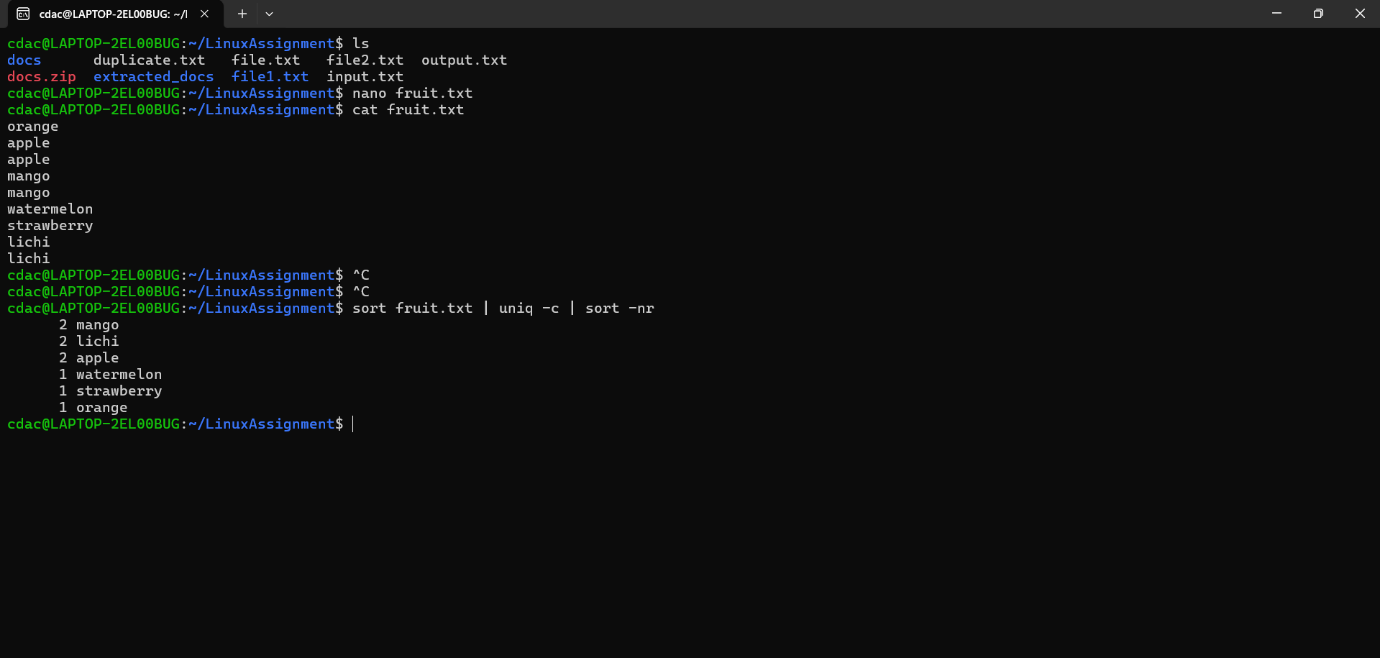 cdac@LAPTOP-2EL00BUG: ~/l
cdac@LAPTOP-2EL00BUG:~/LinuxAssignment$ ls
docs      duplicate.txt   file.txt   file2.txt  output.txt
docs.zip  extracted_docs  file1.txt  input.txt
cdac@LAPTOP-2EL00BUG:~/LinuxAssignment$ nano fruit.txt
cdac@LAPTOP-2EL00BUG:~/LinuxAssignment$ cat fruit.txt
orange
apple
apple
mango
mango
watermelon
strawberry
lichi
lichi
cdac@LAPTOP-2EL00BUG:~/LinuxAssignment$ ^C
cdac@LAPTOP-2EL00BUG:~/LinuxAssignment$ ^C
cdac@LAPTOP-2EL00BUG:~/LinuxAssignment$ sort fruit.txt | uniq -c | sort -nr
      2 mango
      2 lichi
      2 apple
      1 watermelon
      1 strawberry
      1 orange
cdac@LAPTOP-2EL00BUG:~/LinuxAssignment$